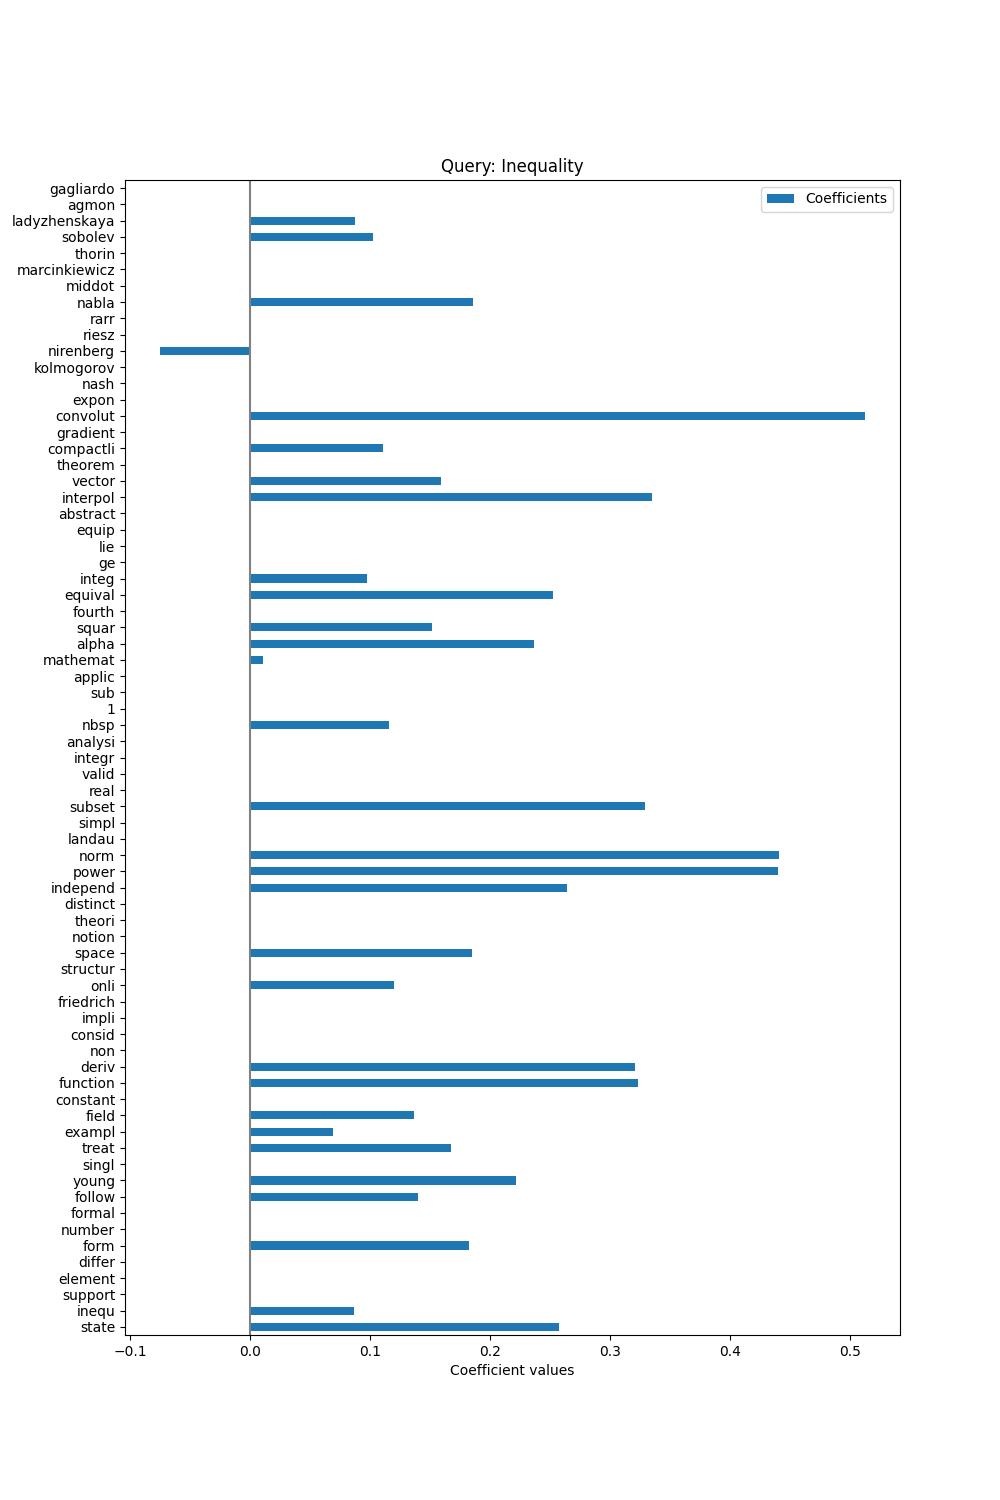 Query: Inequality
Coefficients
gagliardo
agmon
ladyzhenskaya
sobolev
thorin
marcinkiewicz
middot
nabla
rarr
riesz
nirenberg
kolmogorov
nash
expon
convolut
gradient
compactli
theorem
vector
interpol
abstract
equip
lie
ge
integ
equival
fourth
squar
alpha
mathemat
applic
sub
1
nbsp
analysi
integr
valid
real
subset
simpl
landau
norm
power
independ
distinct
theori
notion
space
structur
onli
friedrich
impli
consid
non
deriv
function
constant
field
exampl
treat
singl
young
follow
formal
number
form
differ
element
support
inequ
state
−0.1 0.0 0.1 0.2 0.3 0.4 0.5
Coefficient values